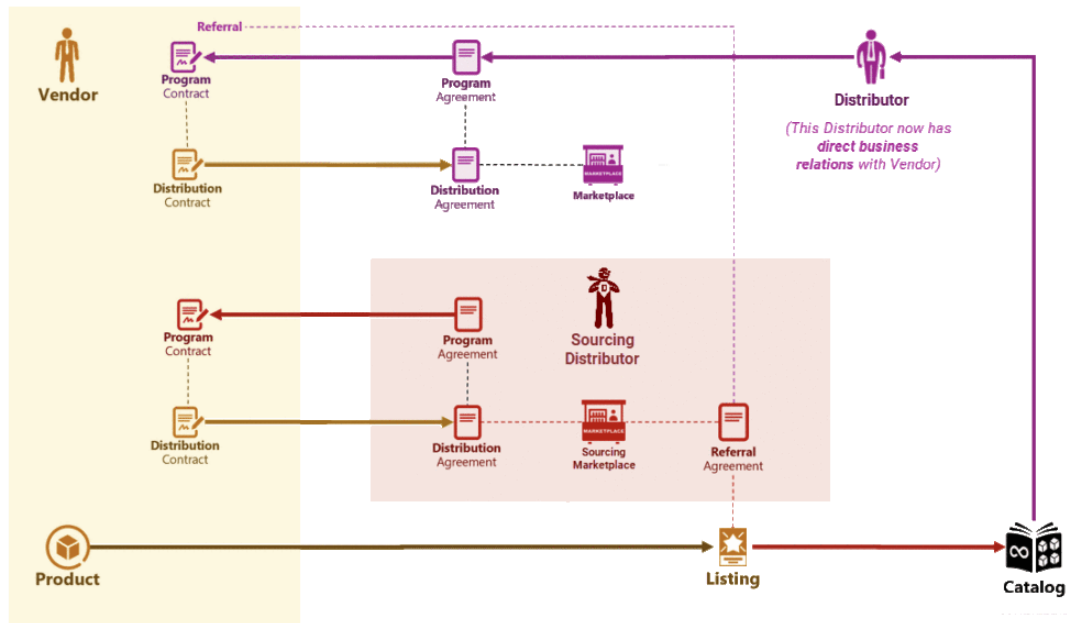 Referral
Vendor
Program
Contract
Program
Agreement
Distributor
(This Distributor now has
direct business
relations with Vendor)
Distribution
Contract
Distribution
Agreement
MARKETPLACE
Marketplace
Program
Contract
Program
Agreement
D
Sourcing
Distributor
Distribution
Contract
Distribution
Agreement
MARKETPLACE
Sourcing
Marketplace
Referral
Agreement
Product
Listing
Catalog